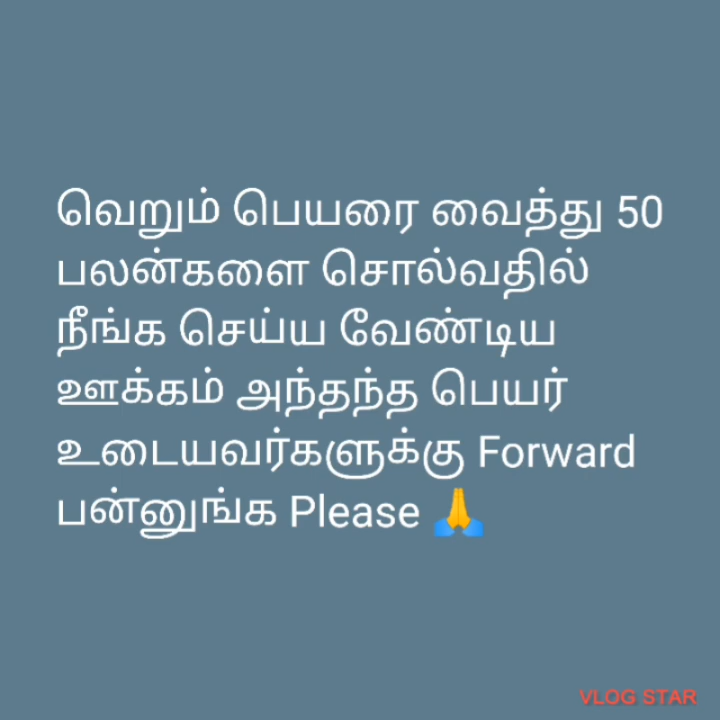 வெறும் பெயரை வைத்து 50
பலன்களை சொல்வதில்
நீங்க செய்ய வேண்டிய
ஊக்கம் அந்தந்த பெயர்
உடையவர்களுக்கு Forward
பன்னுங்க Please 🙏
VLOG STAR